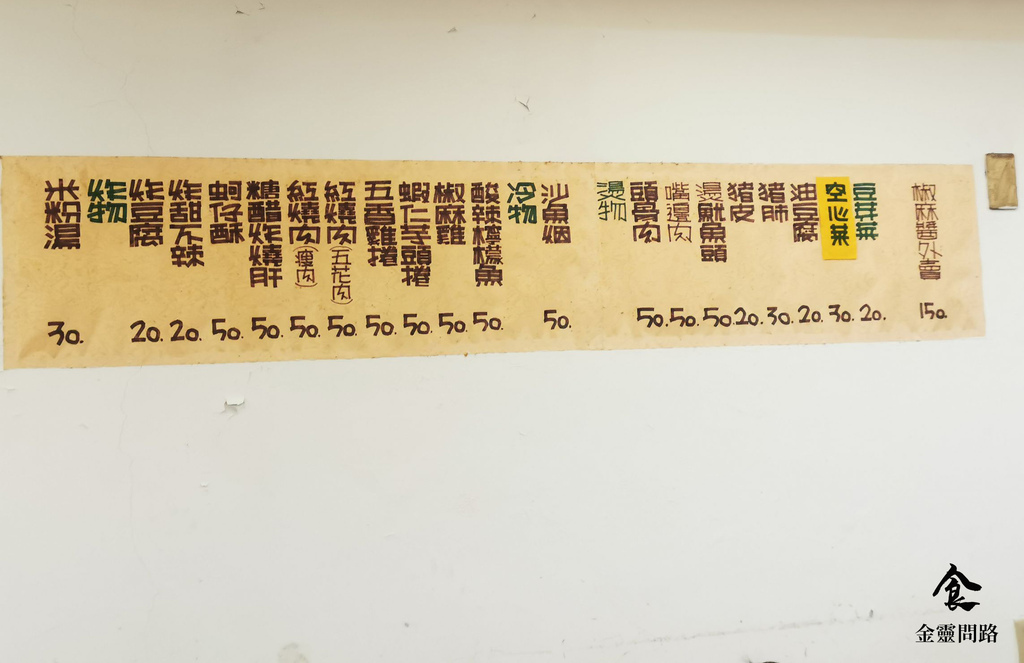 米粉湯 30.
炸物
炸豆腐 20.
炸甜不辣 20.
蚵仔酥 50.
糖醋炸燒肝 50.
紅燒肉(瘦肉) 50.
紅燒肉(五花肉) 50.
五香雞捲 50.
蝦仁芋頭捲 50.
椒麻雞 50.
酸辣檸檬魚 50.
冷物
沙魚烟 50.
燙物
頭骨肉 50.
嘴邊肉 50.
燙魷魚頭 50.
豬皮 20.
豬肺 30.
油豆腐 20.
空心菜 30.
豆芽菜 20.
椒麻醬外賣 150.
食
金靈問路